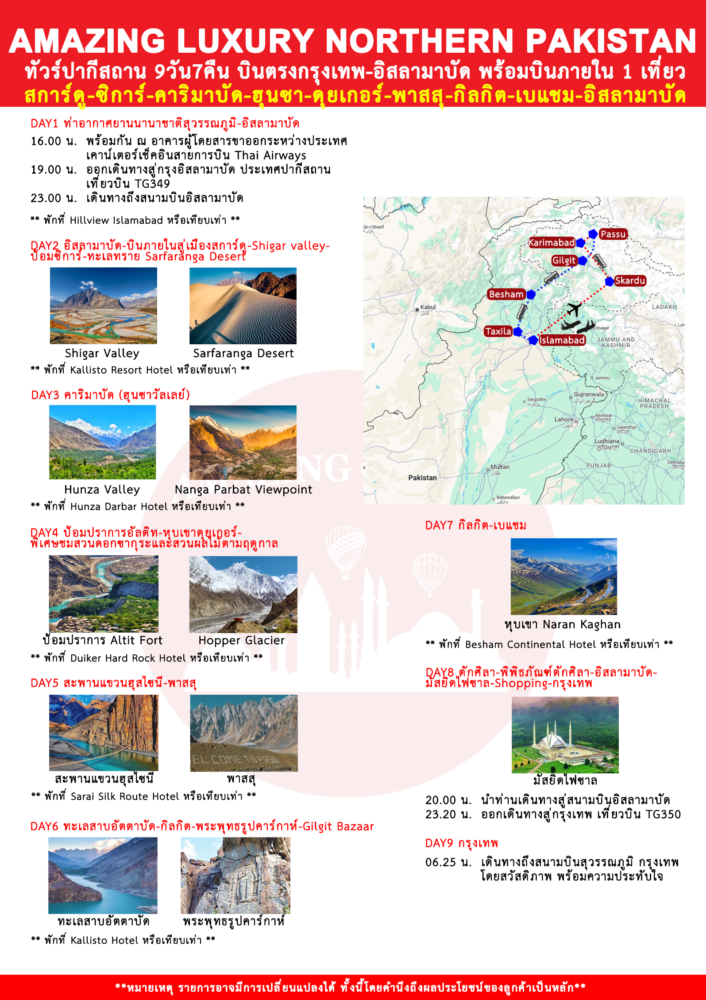 AMAZING LUXURY NORTHERN PAKISTAN
ทัวร์ปากีสถาน 9วัน7คืน บินตรงกรุงเทพ-อิสลามาบัด พร้อมบินภายใน 1 เที่ยว
สการ์ดู-ชิการ์-คาริมาบัด-ฮุนซา-ดุยเกอร์-พาสสุ-กิลกิต-เบแชม-อิสลามาบัด
DAY1 ท่าอากาศยานนานาชาติสุวรรณภูมิ-อิสลามาบัด
16.00 น. พร้อมกัน ณ อาคารผู้โดยสารขาออกระหว่างประเทศ
เคาน์เตอร์เช็คอินสายการบิน Thai Airways
19.00 น. ออกเดินทางสู่กรุงอิสลามาบัด ประเทศปากีสถาน
เที่ยวบิน TG349
23.00 น. เดินทางถึงสนามบินอิสลามาบัด
** พักที่ Hillview Islamabad หรือเทียบเท่า **
DAY2 อิสลามาบัด-บินภายในสู่เมืองสการ์ดู-Shigar valley-
ป้อมชิการ์-ทะเลทราย Sarfaranga Desert
Shigar Valley
Sarfaranga Desert
** พักที่ Kallisto Resort Hotel หรือเทียบเท่า **
DAY3 คาริมาบัด (ฮุนซาวัลเลย์)
Hunza Valley
Nanga Parbat Viewpoint
** พักที่ Hunza Darbar Hotel หรือเทียบเท่า **
DAY4 ป้อมปราการอัลติท-หุบเขาดุยเกอร์-
พิเศษชมสวนดอกซากุระและสวนผลไม้ตามฤดูกาล
ป้อมปราการ Altit Fort
Hopper Glacier
** พักที่ Duiker Hard Rock Hotel หรือเทียบเท่า **
DAY5 สะพานแขวนฮุสไซนี-พาสสุ
ELCOME TO PASU
สะพานแขวนฮุสไซนี
พาสสุ
** พักที่ Sarai Silk Route Hotel หรือเทียบเท่า **
DAY6 ทะเลสาบอัตตาบัด-กิลกิต-พระพุทธรูปคาร์กาห์-Gilgit Bazaar
ทะเลสาบอัตตาบัด
พระพุทธรูปคาร์กาห์
** พักที่ Kallisto Hotel หรือเทียบเท่า **
AMAZING
zar-i-Sharif
مزار
Passu
Karimabad
Gilgit
Skardu
Besham
Kabul
کابل
LADAKH
Leh
Taxila
Srinagar
Islamabad
JAMMU AND
KASHMIR
Jammu
Gujranwala
گوجرانوالہ
Sargodha
سرگودھا
HIMACHAL
PRADESH
Lahore
لاہور
Amritsar
ਅੰਮ੍ਰਿਤਸਰ
Jalandhar
ਜਲੰਧਰ
Ludhiana
ਲੁਧਿਆਣਾ
CHANDIGARH
Dehradu
देहरादून
PUNJAB
Multan
ملتان
Pakistan
Bahawalpur
بہاولپور
DAY7 กิลกิต-เบแชม
หุบเขา Naran Kaghan
** พักที่ Besham Continental Hotel หรือเทียบเท่า **
DAY8 ตักศิลา-พิพิธภัณฑ์ตักศิลา-อิสลามาบัด-
มัสยิดไฟซาล-Shopping-กรุงเทพ
มัสยิดไฟซาล
20.00 น. นำท่านเดินทางสู่สนามบินอิสลามาบัด
23.20 น. ออกเดินทางสู่กรุงเทพ เที่ยวบิน TG350
DAY9 กรุงเทพ
06.25 น. เดินทางถึงสนามบินสุวรรณภูมิ กรุงเทพ
โดยสวัสดิภาพ พร้อมความประทับใจ
**หมายเหตุ รายการอาจมีการเปลี่ยนแปลงได้ ทั้งนี้โดยคำนึงถึงผลประโยชน์ของลูกค้าเป็นหลัก**